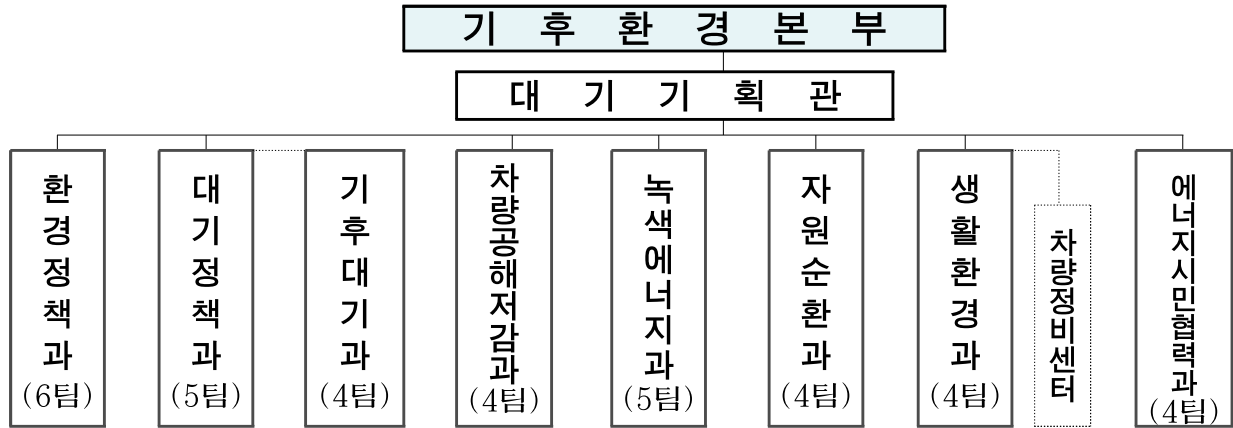 기 후 환 경 본 부
대 기 기 획 관
환경정책과
(6팀)
대기정책과
(5팀)
기후대기과
(4팀)
차량공해저감과
(4팀)
녹색에너지과
(5팀)
자원순환과
(4팀)
생활환경과
(4팀)
차량정비센터
에너지시민협력과
(4팀)